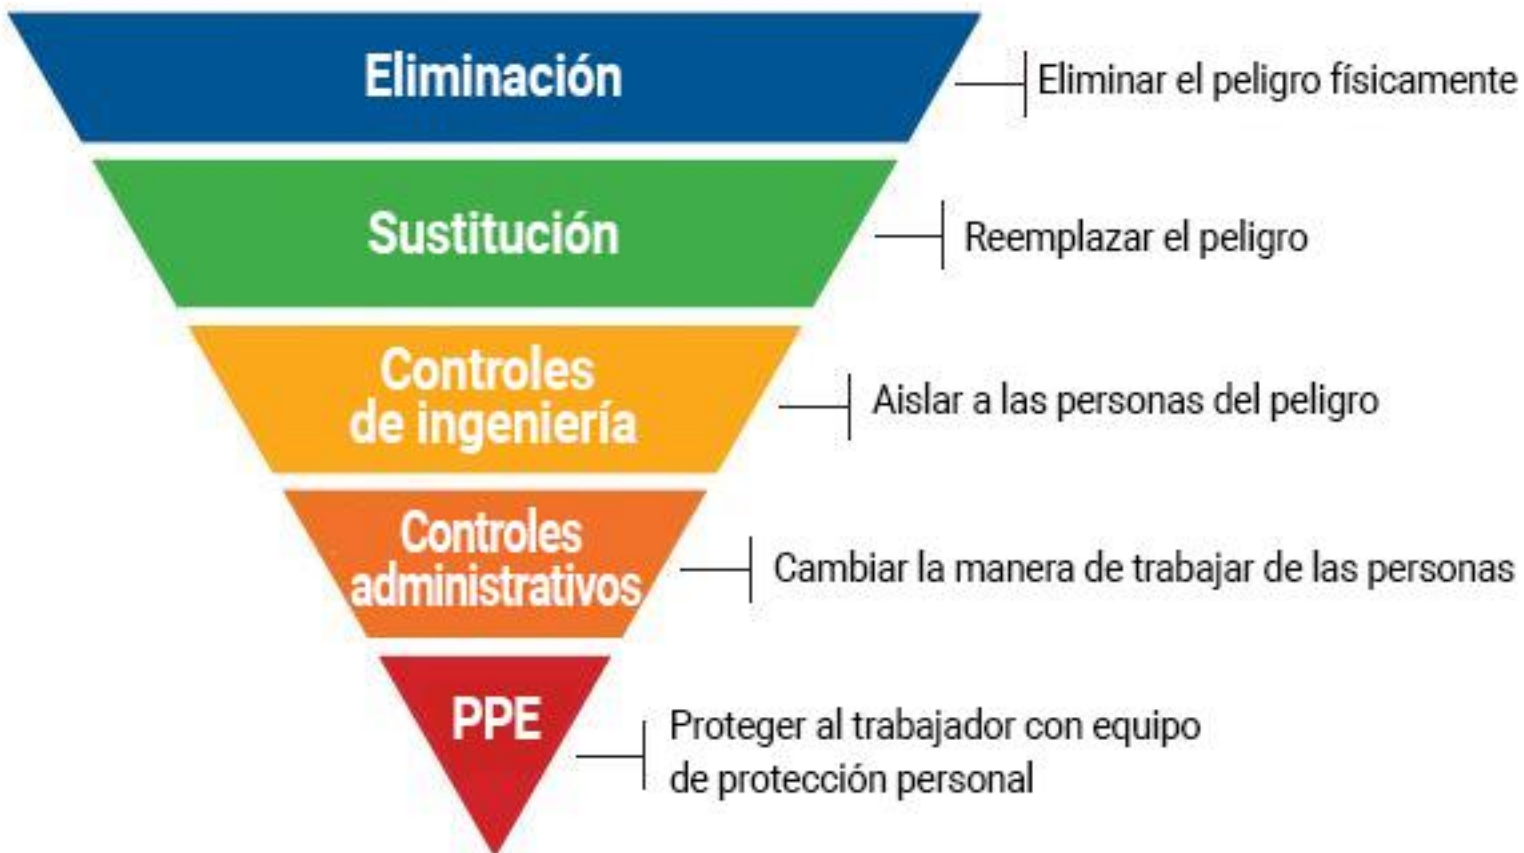 Eliminación
Eliminar el peligro físicamente
Sustitución
Reemplazar el peligro
Controles
de ingeniería
Aislar a las personas del peligro
Controles
administrativos
Cambiar la manera de trabajar de las personas
PPE
Proteger al trabajador con equipo
de protección personal